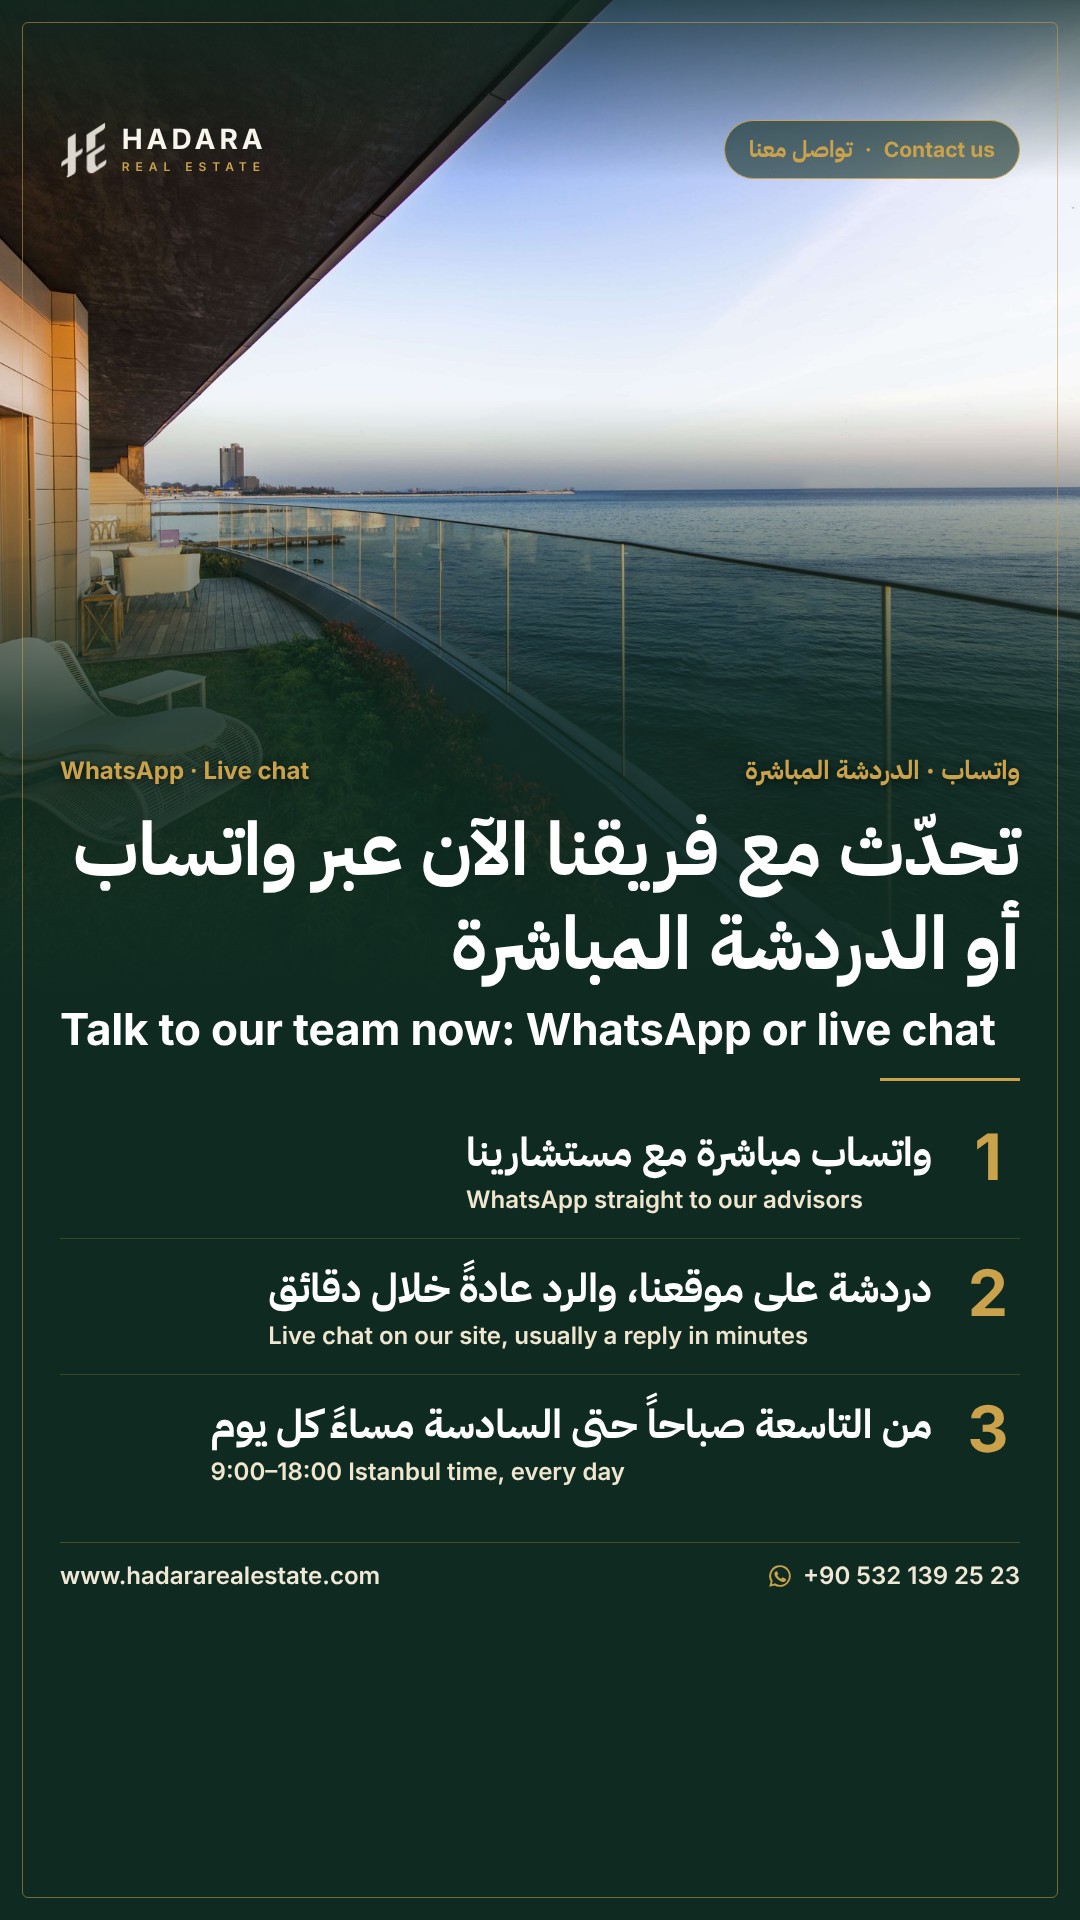 HADARA
REAL ESTATE
تواصل معنا · Contact us
WhatsApp · Live chat
واتساب · الدردشة المباشرة
تحدّث مع فريقنا الآن عبر واتساب
أو الدردشة المباشرة
Talk to our team now: WhatsApp or live chat
1
واتساب مباشرة مع مستشارينا
WhatsApp straight to our advisors
2
دردشة على موقعنا، والرد عادةً خلال دقائق
Live chat on our site, usually a reply in minutes
3
من التاسعة صباحاً حتى السادسة مساءً كل يوم
9:00–18:00 Istanbul time, every day
www.hadararealestate.com
+90 532 139 25 23